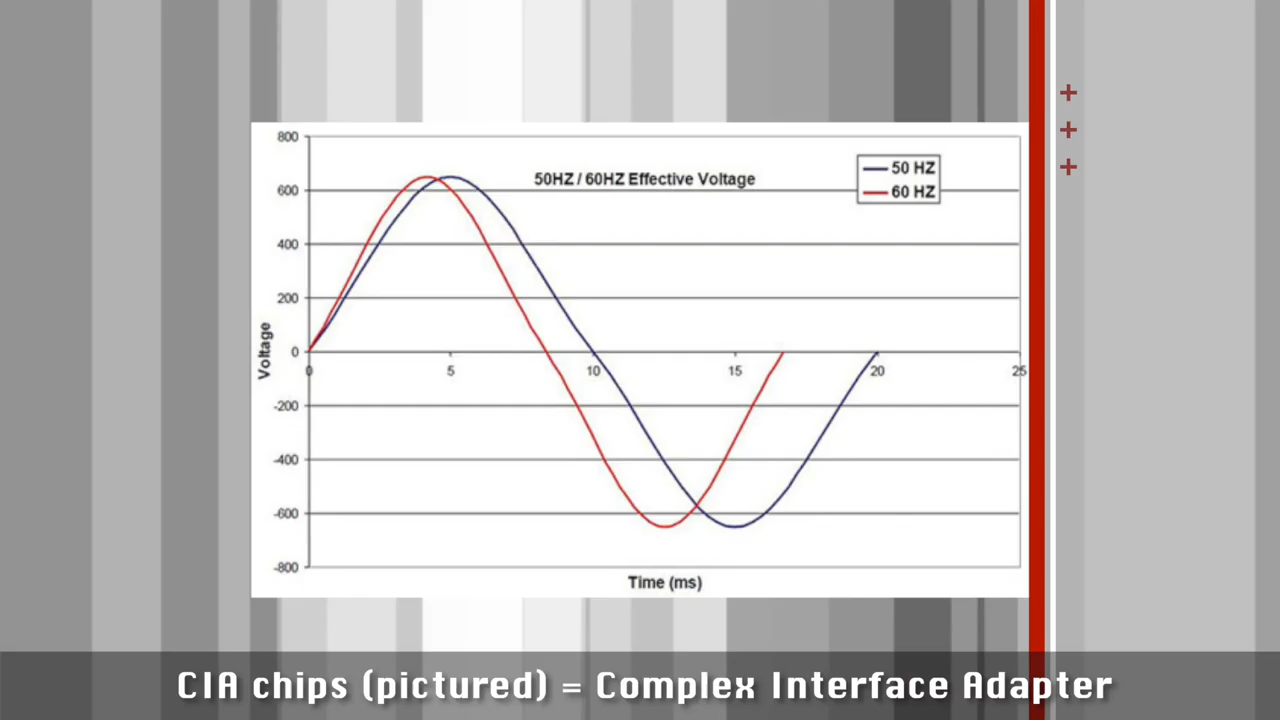 +
+
+
800
600
400
200
0
-200
-400
-600
-800
50HZ / 60HZ Effective Voltage
50 HZ
60 HZ
Voltage
0 5 10 15 20 25
Time (ms)
CIA chips (pictured) = Complex Interface Adapter